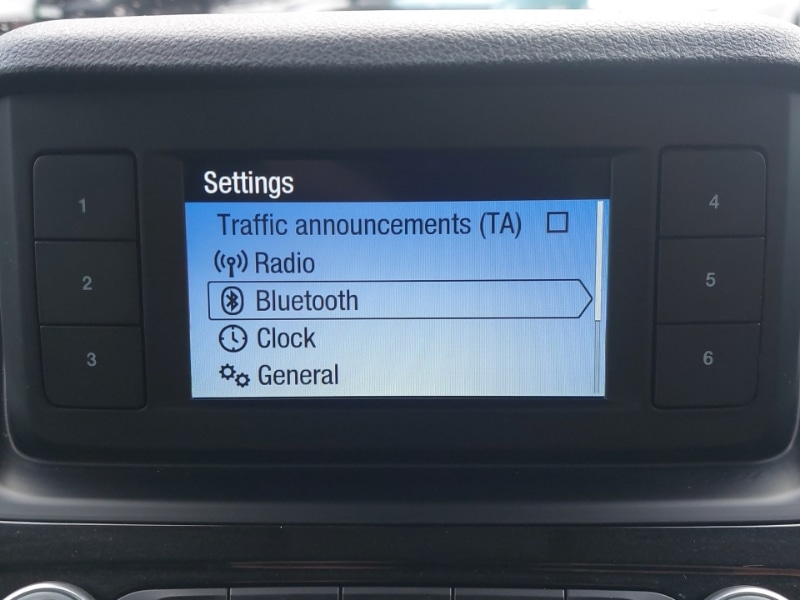 Settings
Traffic announcements (TA)
Radio
Bluetooth
Clock
General
1
2
3
4
5
6